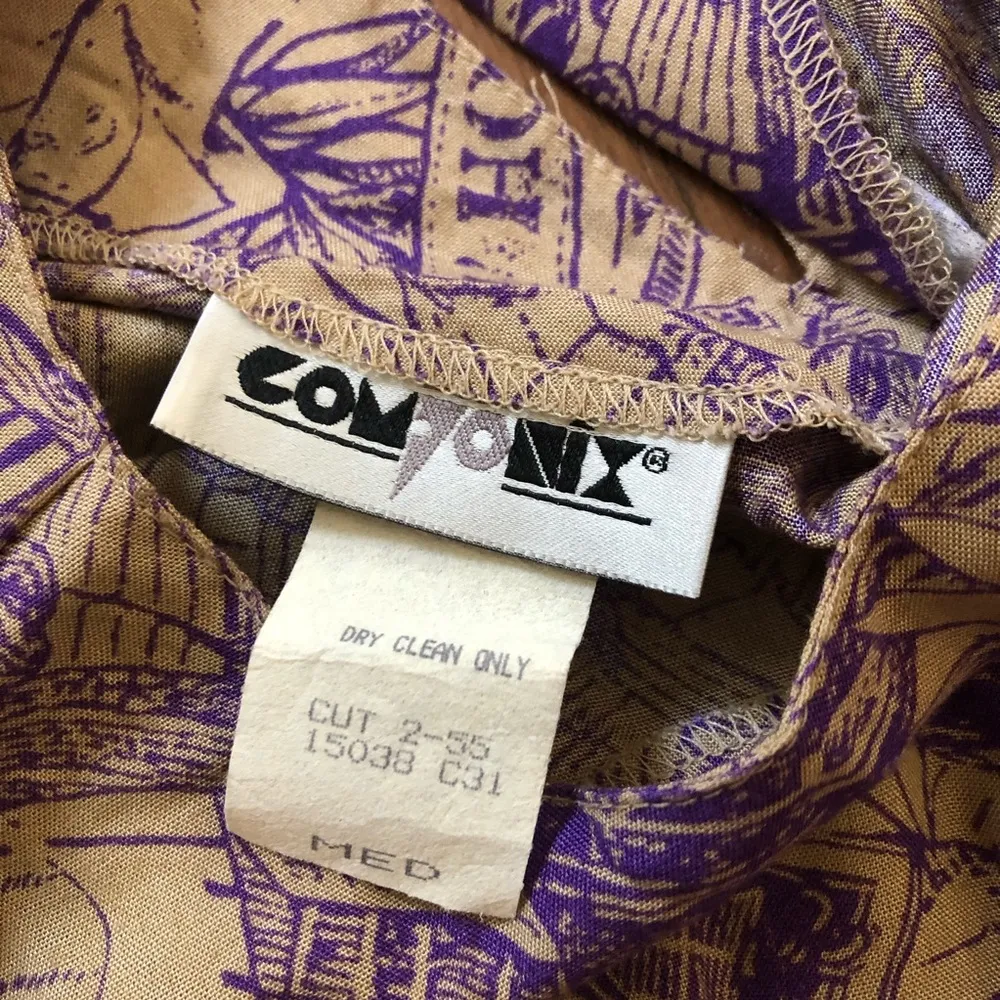 COMPONIX®
DRY CLEAN ONLY
CUT 2-55
15038 C31
MED